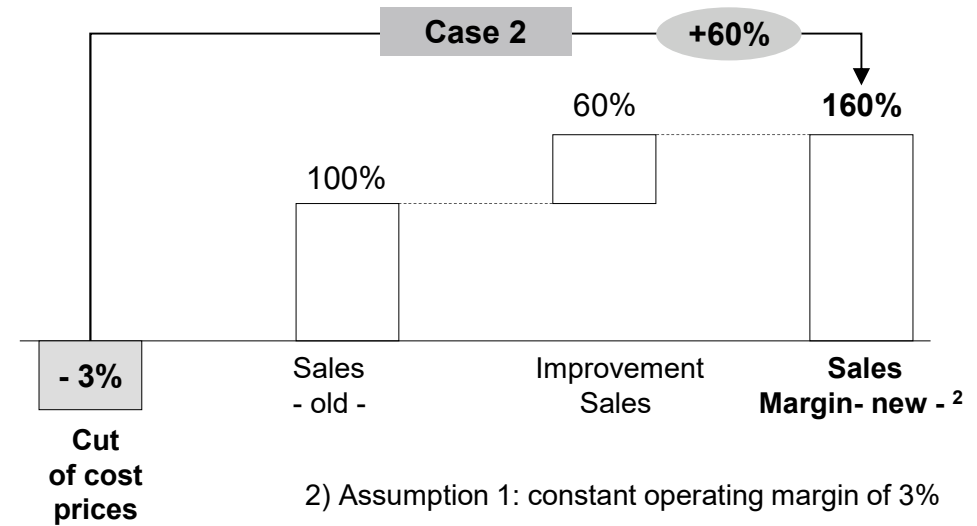 Case 2
+60%
60%
160%
100%
- 3%
Sales
- old -
Improvement
Sales
Sales
Margin- new - ²
Cut
of cost
prices
2) Assumption 1: constant operating margin of 3%